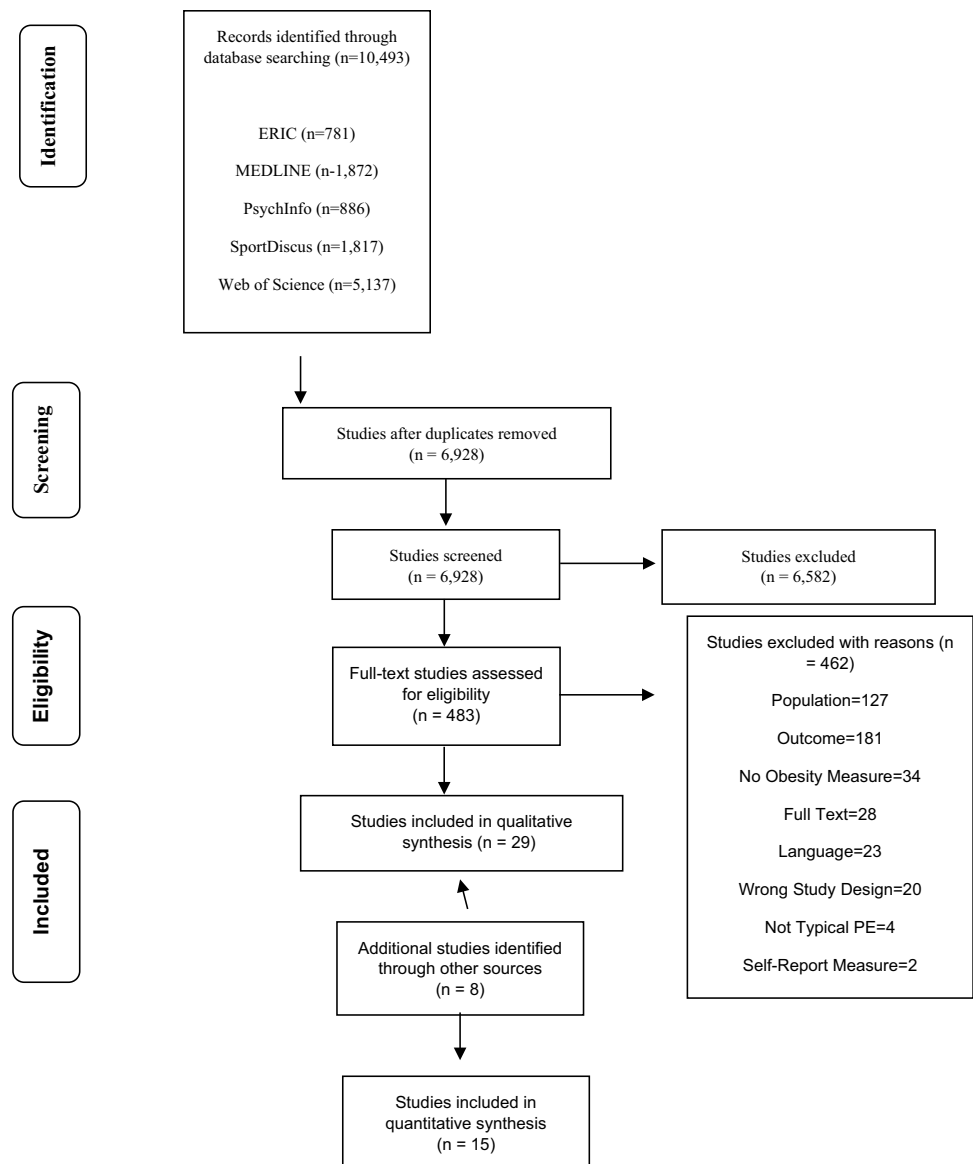 Identification
Records identified through
database searching (n=10,493)
ERIC (n=781)
MEDLINE (n-1,872)
PsychInfo (n=886)
SportDiscus (n=1,817)
Web of Science (n=5,137)
Screening
Studies after duplicates removed
(n = 6,928)
Studies screened
(n = 6,928)
Studies excluded
(n = 6,582)
Eligibility
Full-text studies assessed
for eligibility
(n = 483)
Studies excluded with reasons (n
= 462)
Population=127
Outcome=181
No Obesity Measure=34
Full Text=28
Language=23
Wrong Study Design=20
Not Typical PE=4
Self-Report Measure=2
Included
Studies included in qualitative
synthesis (n = 29)
Additional studies identified
through other sources
(n = 8)
Studies included in
quantitative synthesis
(n = 15)